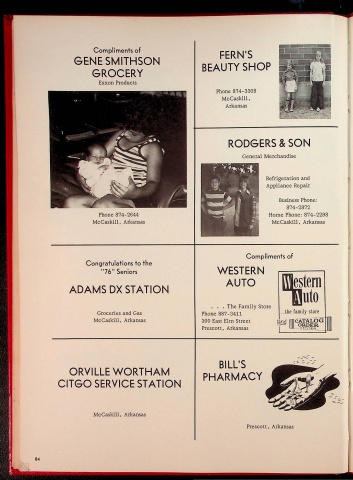 Compliments of
GENE SMITHSON
GROCERY
Exxon Products
Phone 874-2644
McCaskill, Arkansas
FERN'S
BEAUTY SHOP
Phone 874-3308
McCaskill,
Arkansas
RODGERS & SON
General Merchandise
Refrigeration and
Appliance Repair
Business Phone:
874-2872
Home Phone: 874-2288
McCaskill, Arkansas
Congratulations to the
"76" Seniors
ADAMS DX STATION
Groceries and Gas
McCaskill, Arkansas
Compliments of
WESTERN
AUTO
. . . The Family Store
Phone 887-3411
200 East Elm Street
Prescott, Arkansas
Western
Auto
...the family store
CATALOG
ORDER
ORVILLE WORTHAM
CITGO SERVICE STATION
McCaskill, Arkansas
BILL'S
PHARMACY
Prescott, Arkansas
84